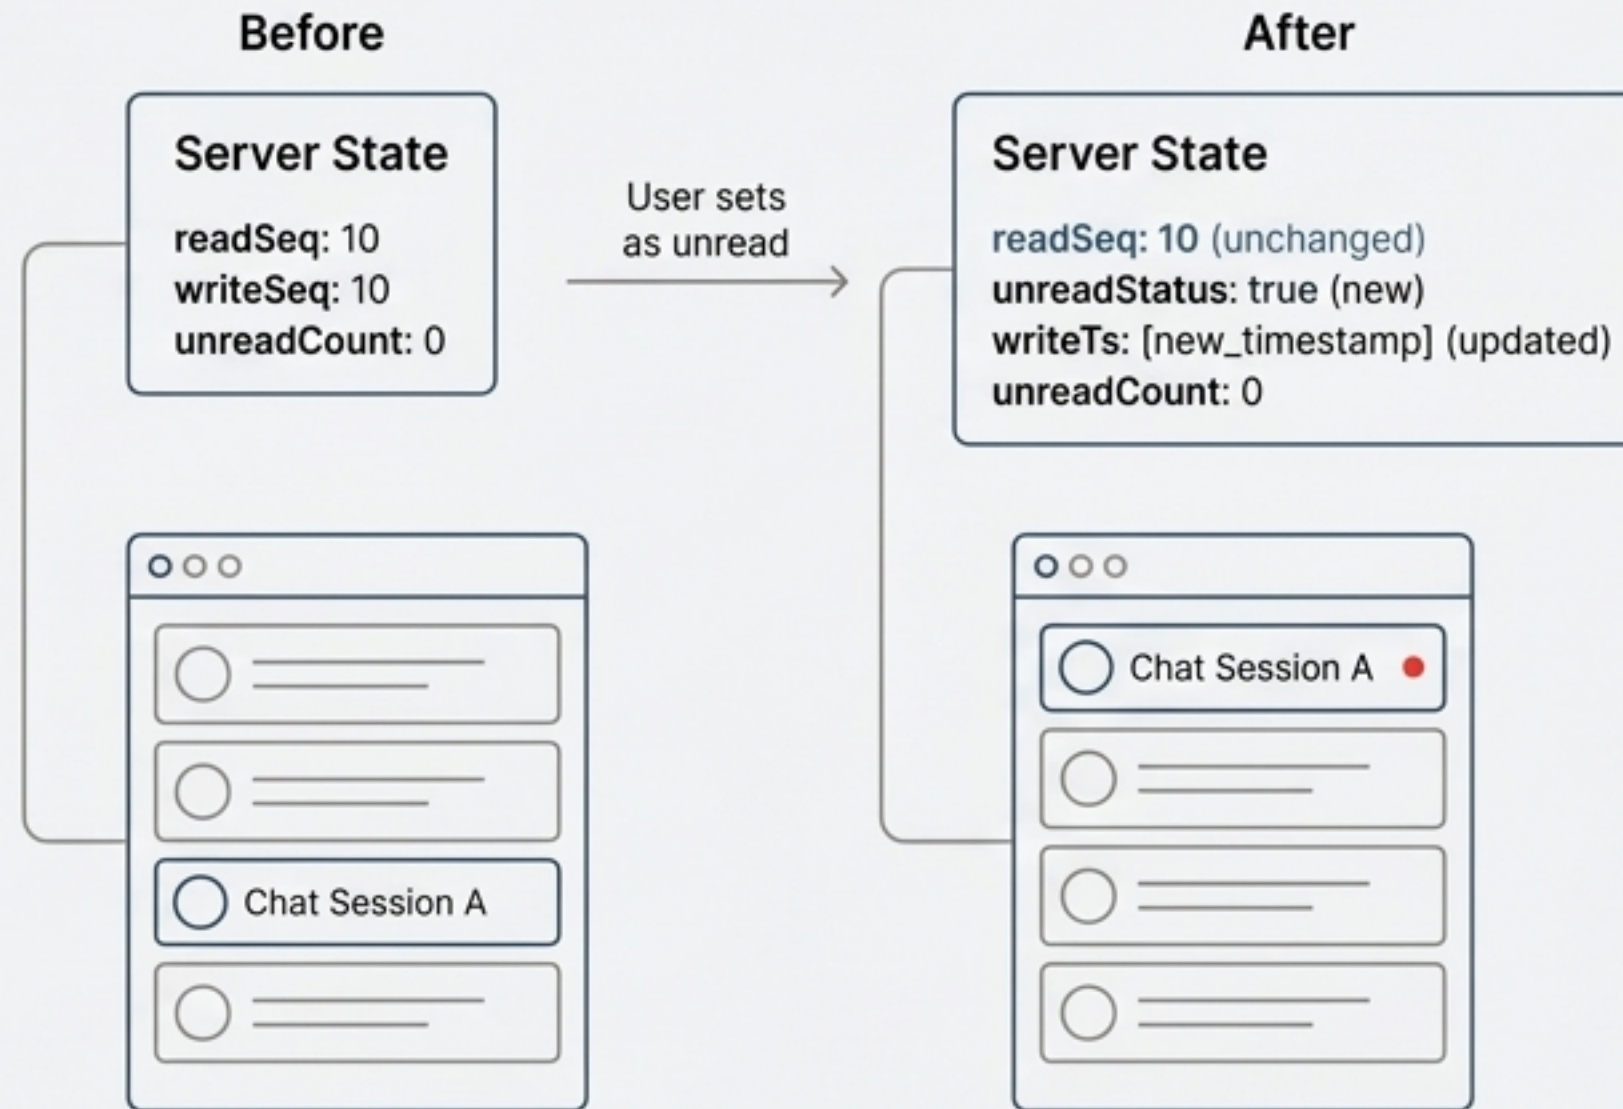 Before
Server State
readSeq: 10
writeSeq: 10
unreadCount: 0
Chat Session A
User sets
as unread
After
Server State
readSeq: 10 (unchanged)
unreadStatus: true (new)
writeTs: [new_timestamp] (updated)
unreadCount: 0
Chat Session A